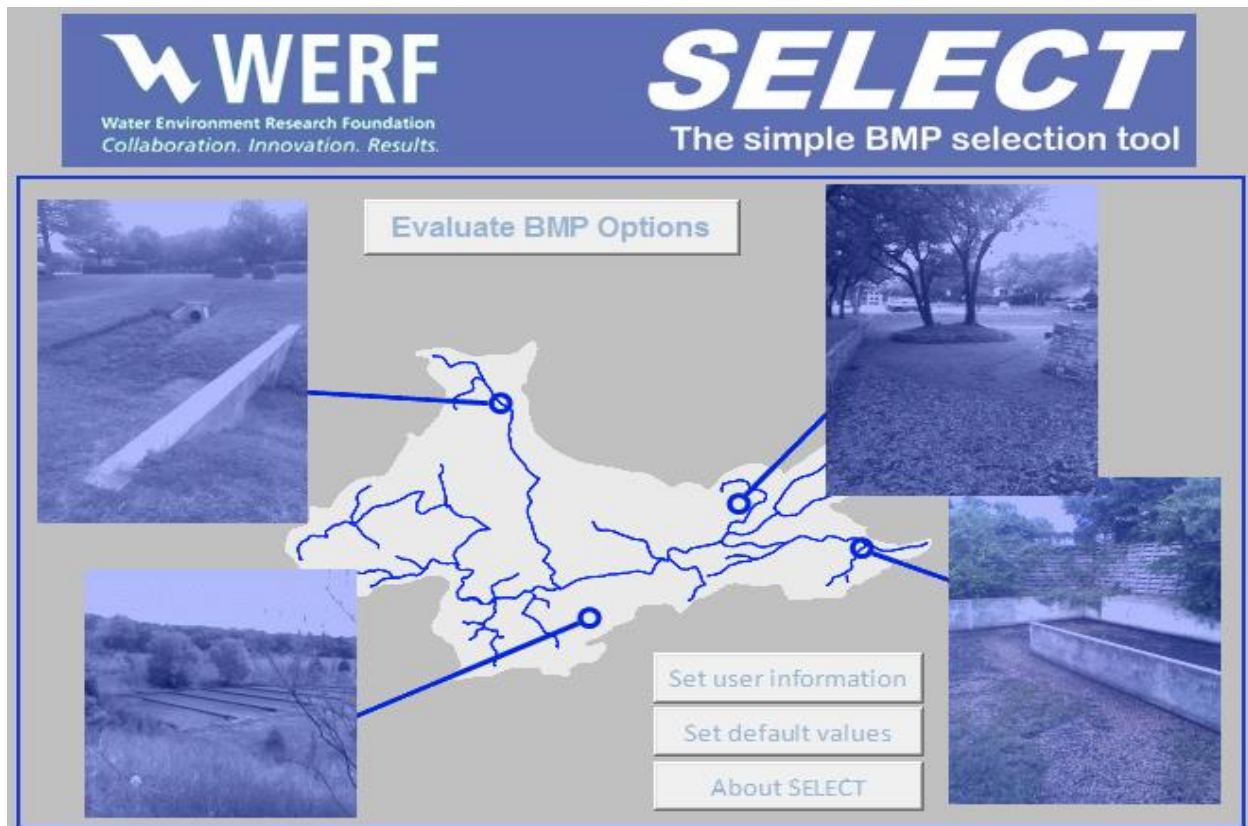 WERF
Water Environment Research Foundation
Collaboration. Innovation. Results.
SELECT
The simple BMP selection tool
Evaluate BMP Options
Set user information
Set default values
About SELECT